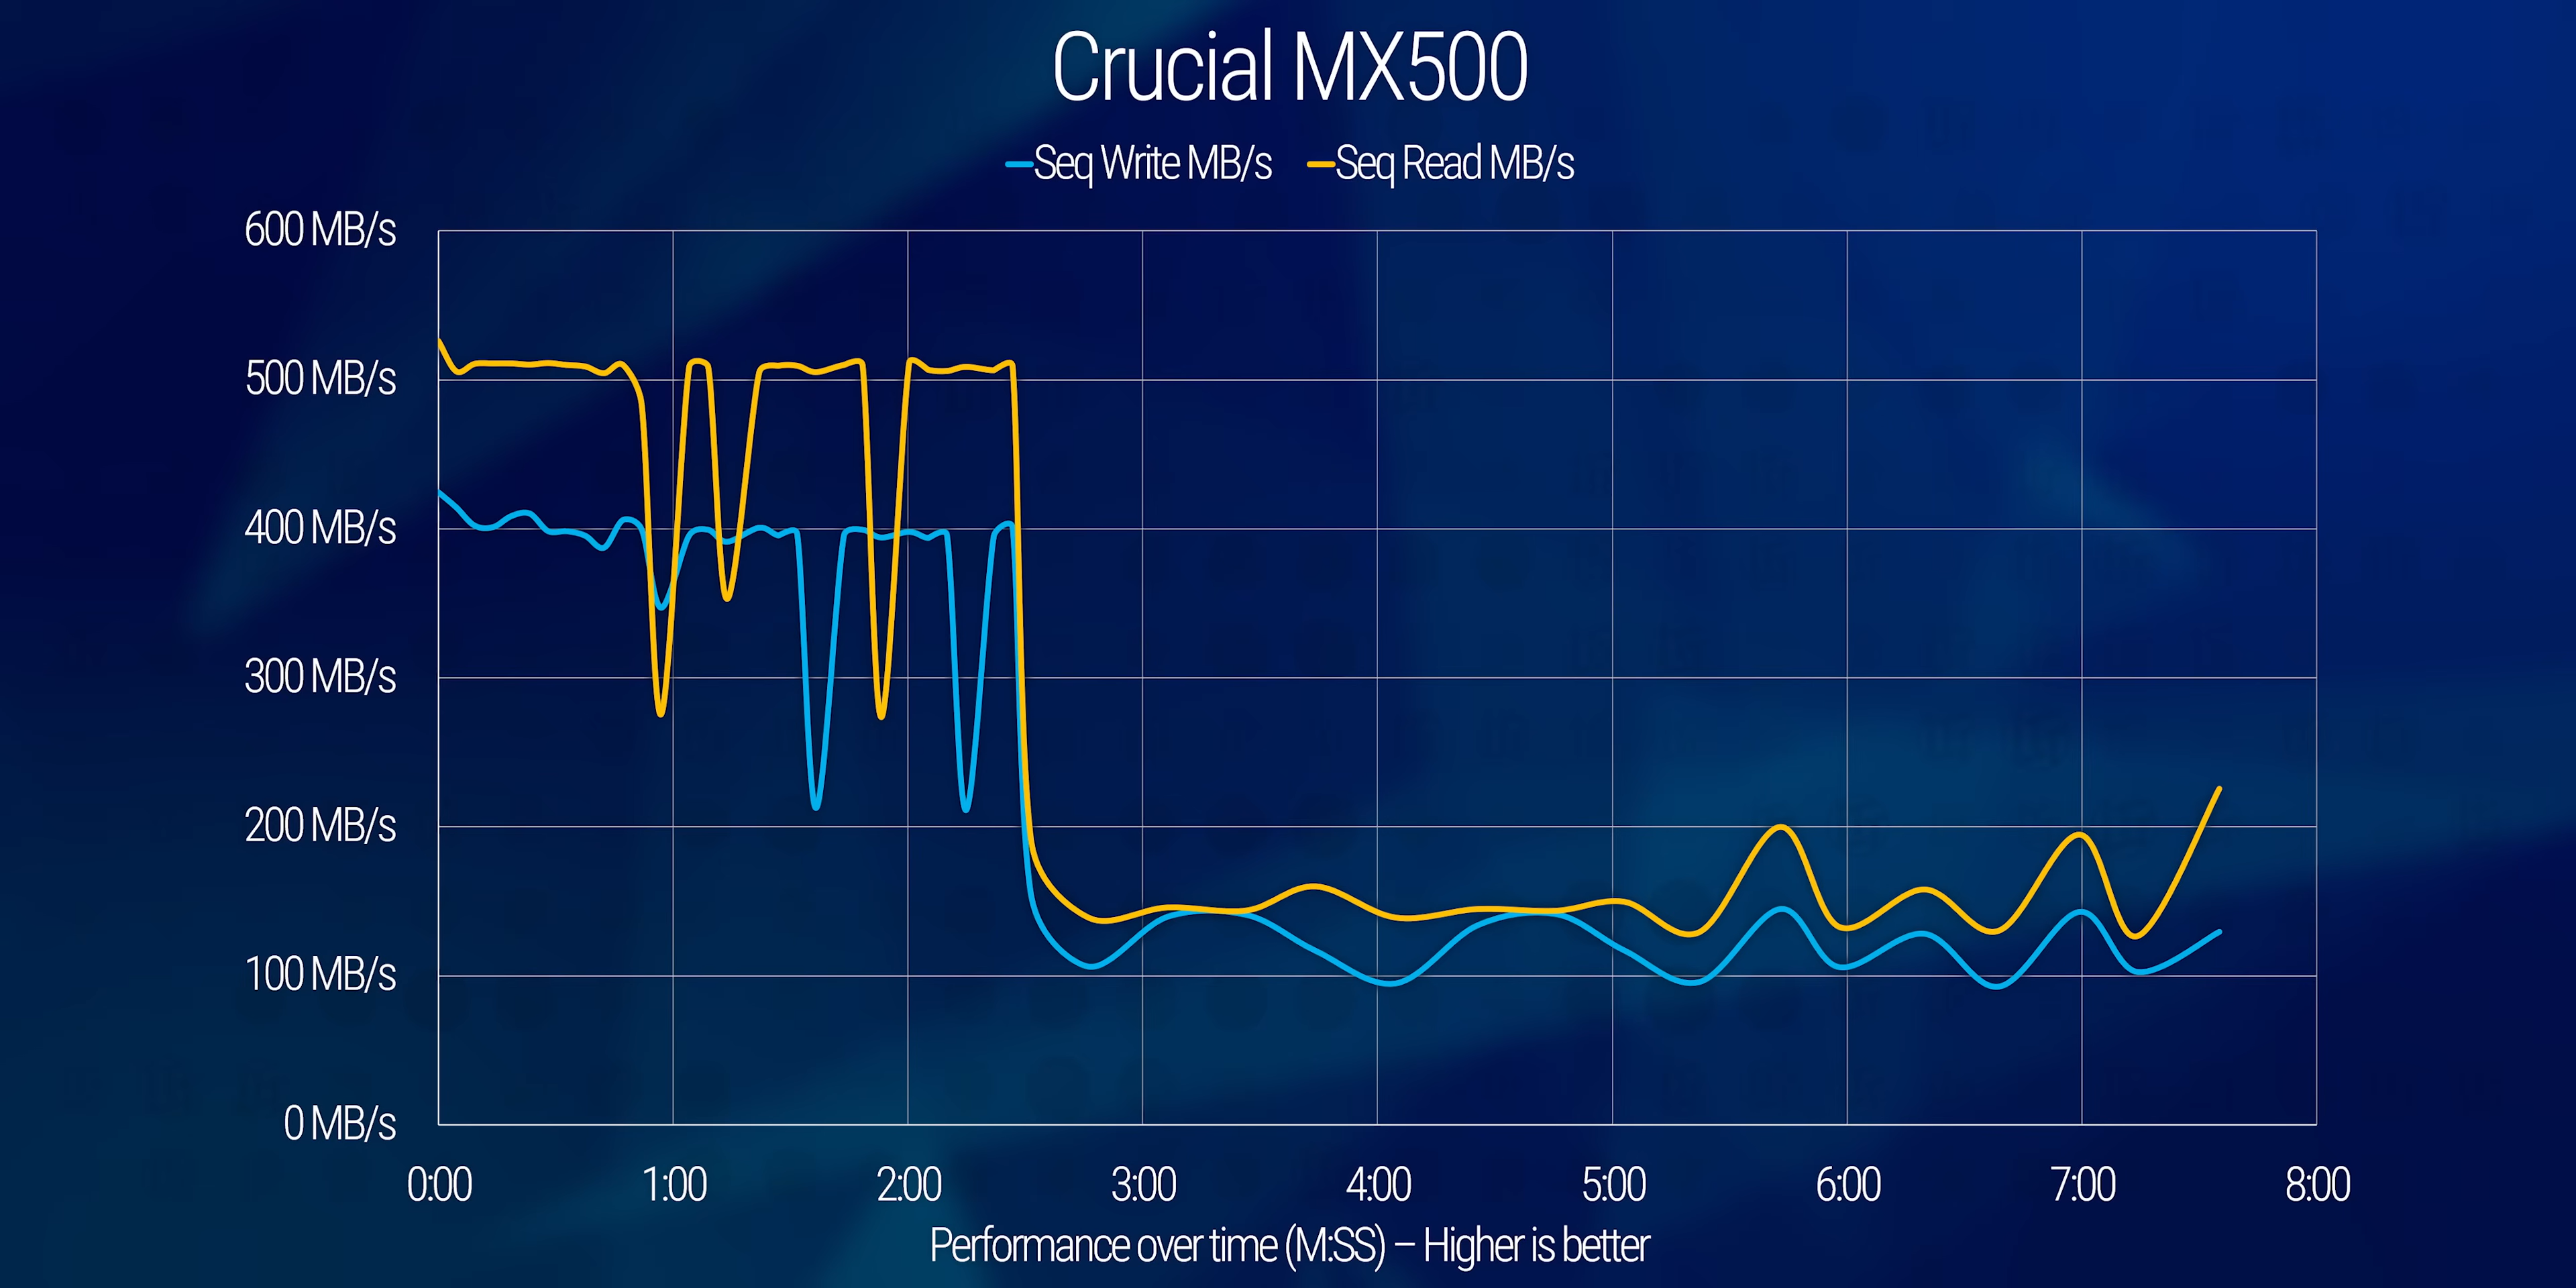 Crucial MX500
Seq Write MB/s Seq Read MB/s
600 MB/s
500 MB/s
400 MB/s
300 MB/s
200 MB/s
100 MB/s
0 MB/s
0:00 1:00 2:00 3:00 4:00 5:00 6:00 7:00 8:00
Performance over time (M:SS) – Higher is better